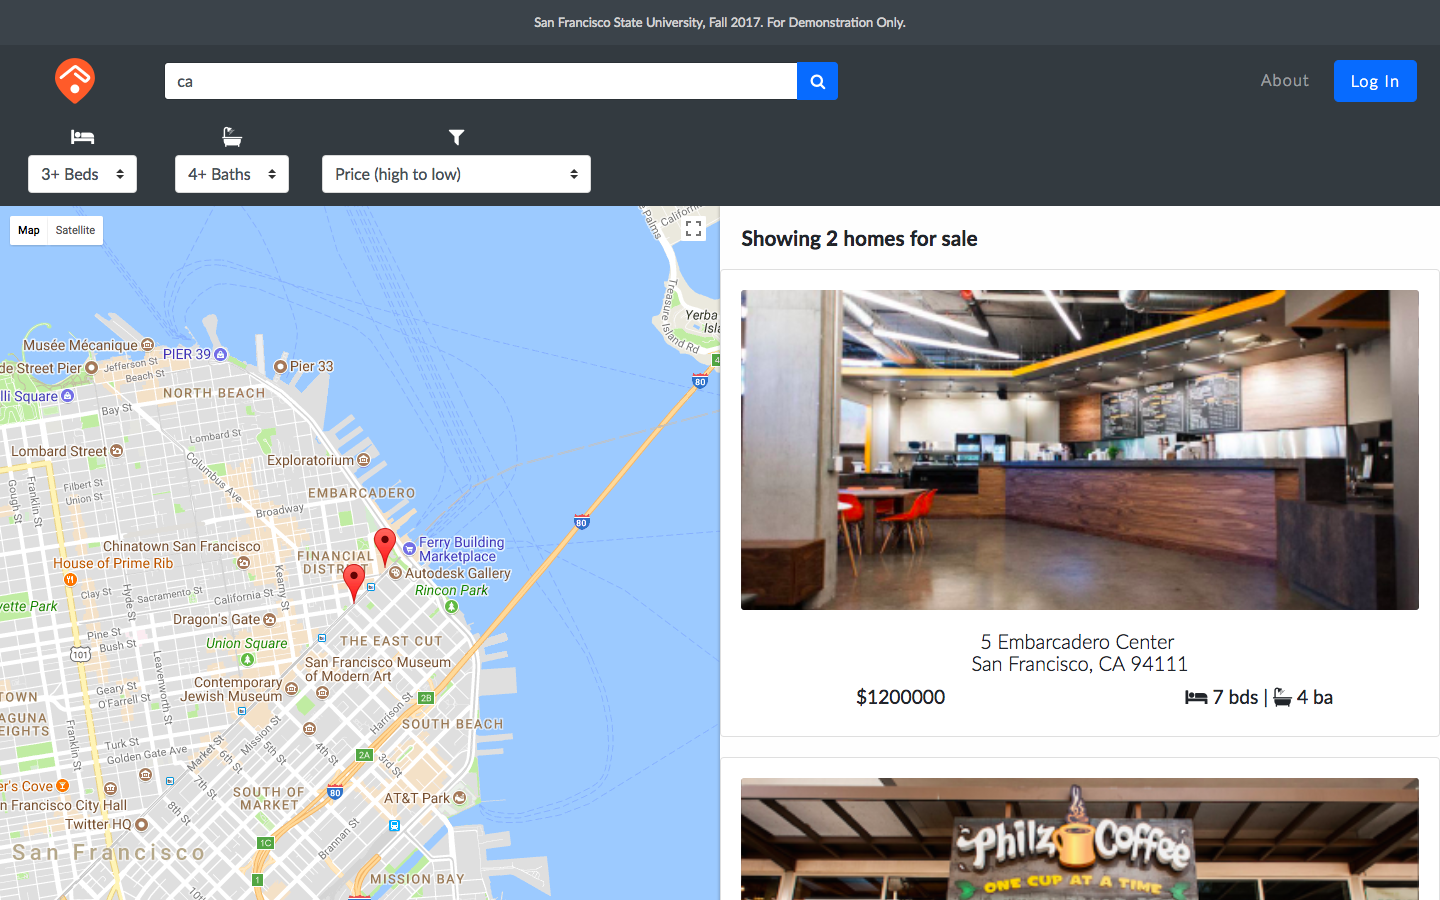 San Francisco State University, Fall 2017. For Demonstration Only.
ca
About
Log In
3+ Beds
4+ Baths
Price (high to low)
Map
Satellite
Palms
California
Treasure Island Rd
Yerba
Isla
4
80
Musée Mécanique
PIER 39
de Street Pier
Jefferson St
Beach St
Pier 33
lli Square
NORTH BEACH
Bay St
Lombard St
Lombard Street
Columbus Ave
Exploratorium
Gough St
Franklin St
Filbert St
Union St
EMBARCADERO
Broadway
80
Chinatown San Francisco
FINANCIAL
DISTRICT
Ferry Building
Marketplace
House of Prime Rib
Autodesk Gallery
Kearny St
Rincon Park
vette Park
Clay St
Sacramento St
Hyde St
California St
Dragon's Gate
Pine St
Bush St
Union Square
THE EAST CUT
101
Leavenworth St
San Francisco Museum
of Modern Art
Contemporary
Jewish Museum
Geary St
O'Farrell St
TOWN
2B
Harrison St
AGUNA
EIGHTS
Franklin St
SOUTH BEACH
Turk St
Golden Gate Ave
Market St
Mission St
6th St
5th St
4th St
2A
3rd St
7th St
er's Cove
80
SOUTH OF
MARKET
AT&T Park
n Francisco City Hall
8th St
Twitter HQ
1C
Brannan St
San Francisco
1
MISSION BAY
Showing 2 homes for sale
5 Embarcadero Center
San Francisco, CA 94111
$1200000
7 bds | 4 ba
Philz Coffee
ONE CUP AT A TIME